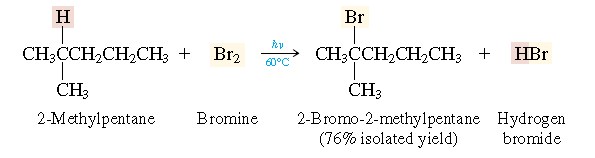 H Br
hν
CH₃CCH₂CH₂CH₃ + Br₂ → CH₃CCH₂CH₂CH₃ + HBr
60°C
CH₃ CH₃
2-Methylpentane Bromine 2-Bromo-2-methylpentane Hydrogen
(76% isolated yield) bromide